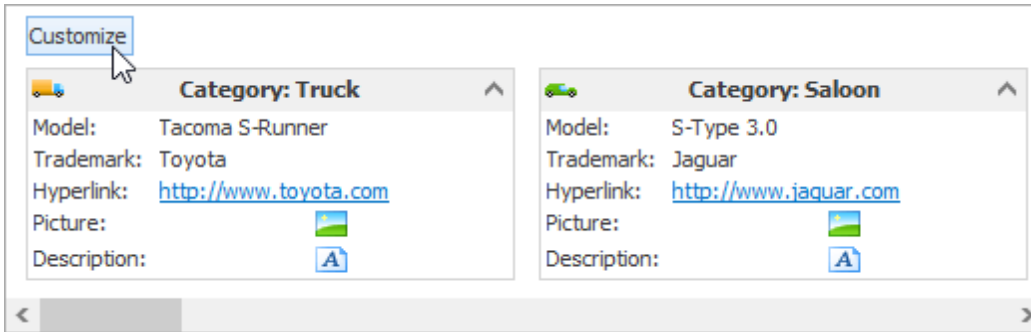 Customize
Category: Truck
Model: Tacoma S-Runner
Trademark: Toyota
Hyperlink: http://www.toyota.com
Picture:
Description:
Category: Saloon
Model: S-Type 3.0
Trademark: Jaguar
Hyperlink: http://www.jaguar.com
Picture:
Description: